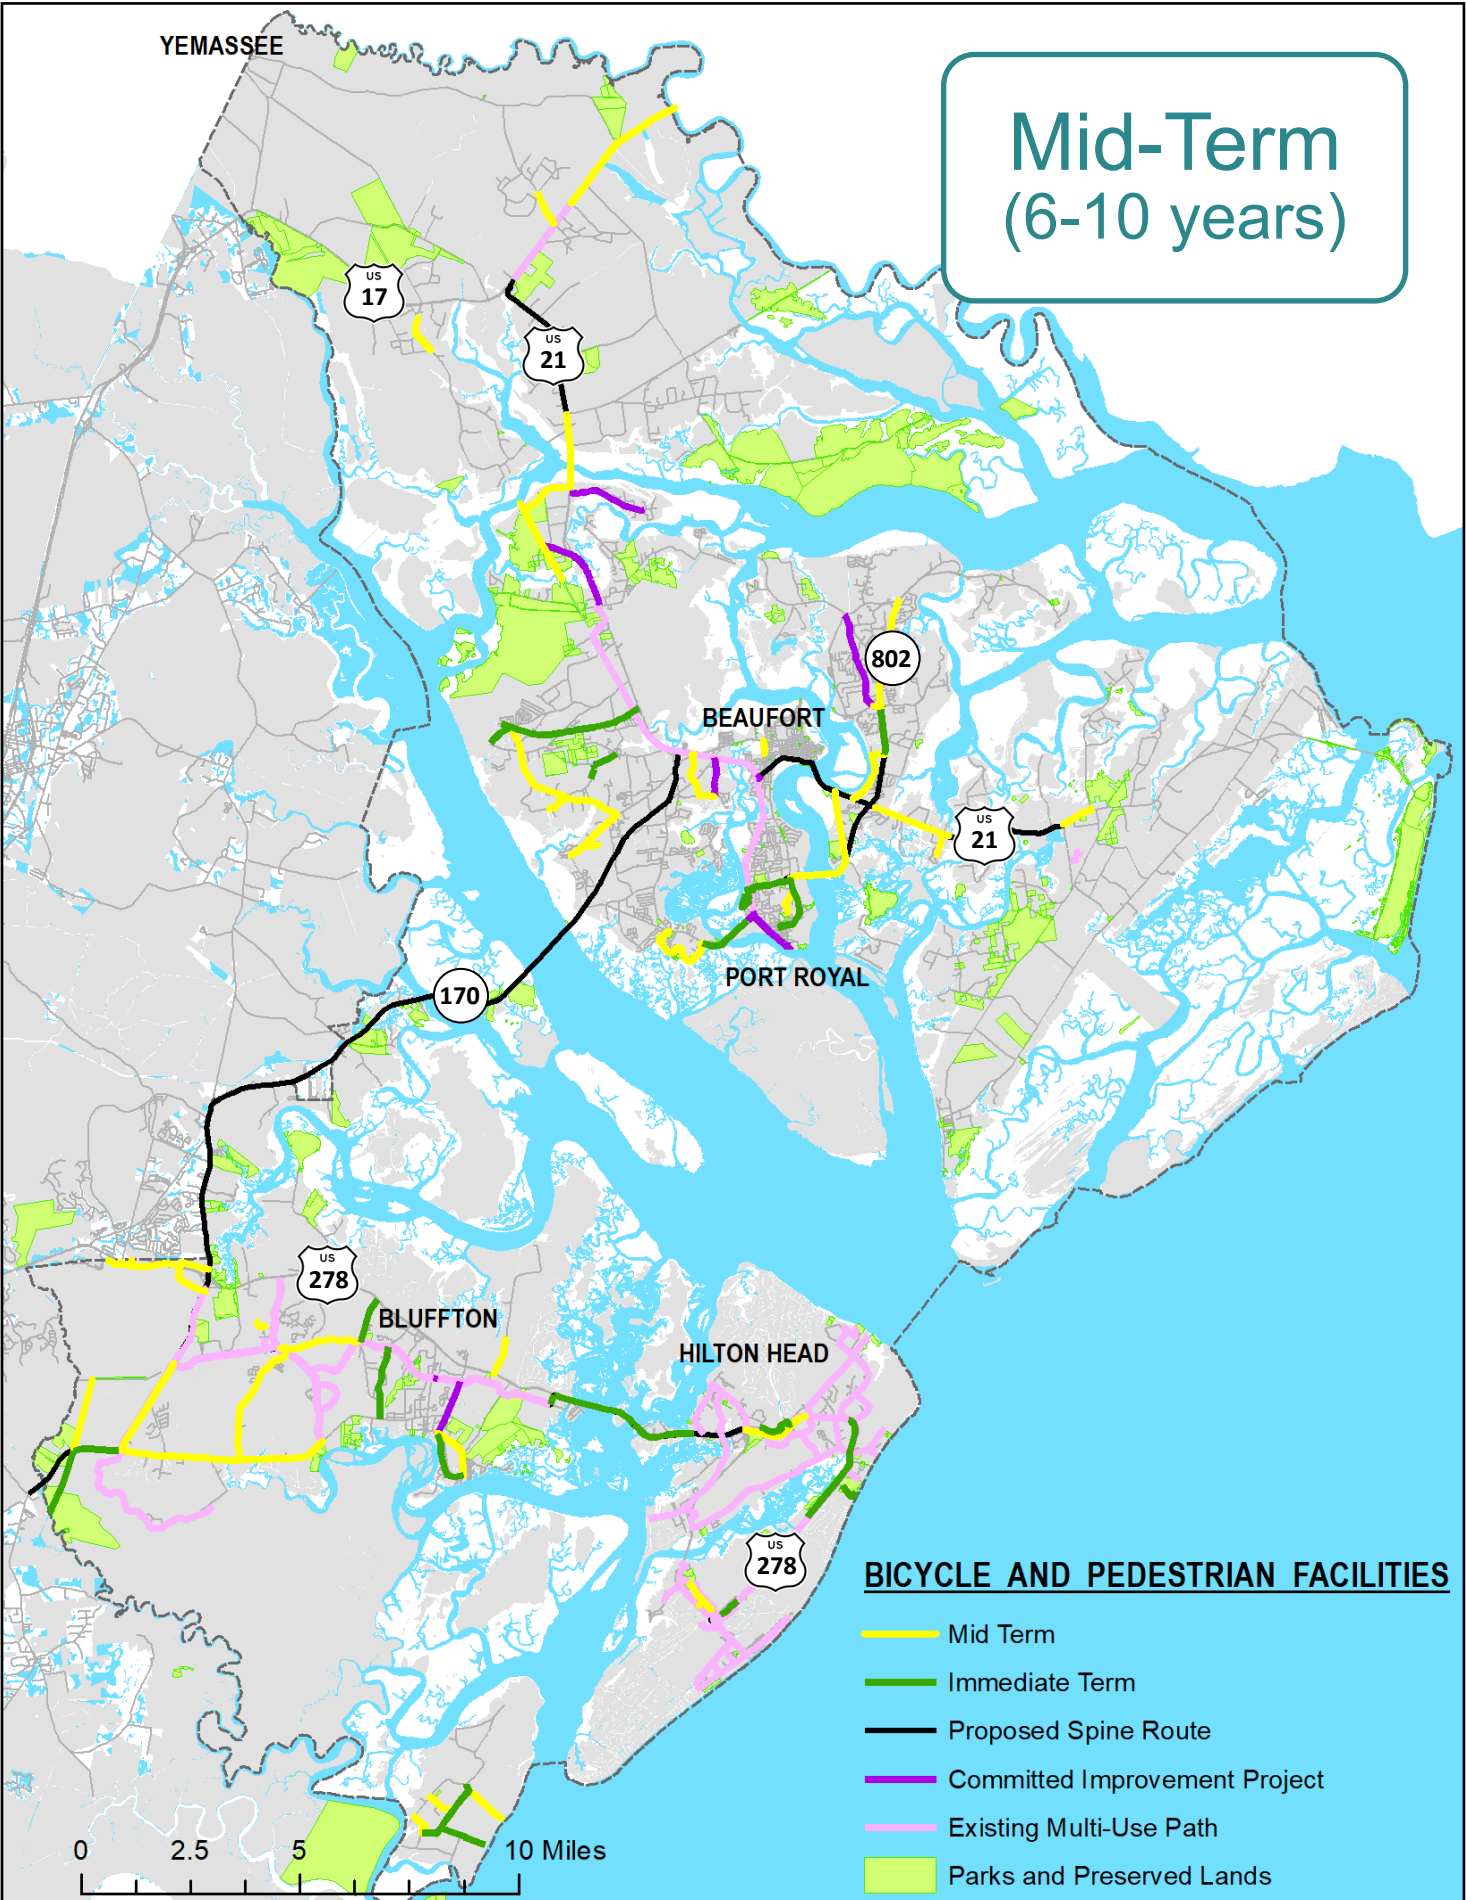 YEMASSEE
Mid-Term
(6-10 years)
US
17
US
21
802
BEAUFORT
US
21
PORT ROYAL
170
US
278
BLUFFTON
HILTON HEAD
US
278
BICYCLE AND PEDESTRIAN FACILITIES
Mid Term
Immediate Term
Proposed Spine Route
Committed Improvement Project
Existing Multi-Use Path
Parks and Preserved Lands
0 2.5 5 10 Miles